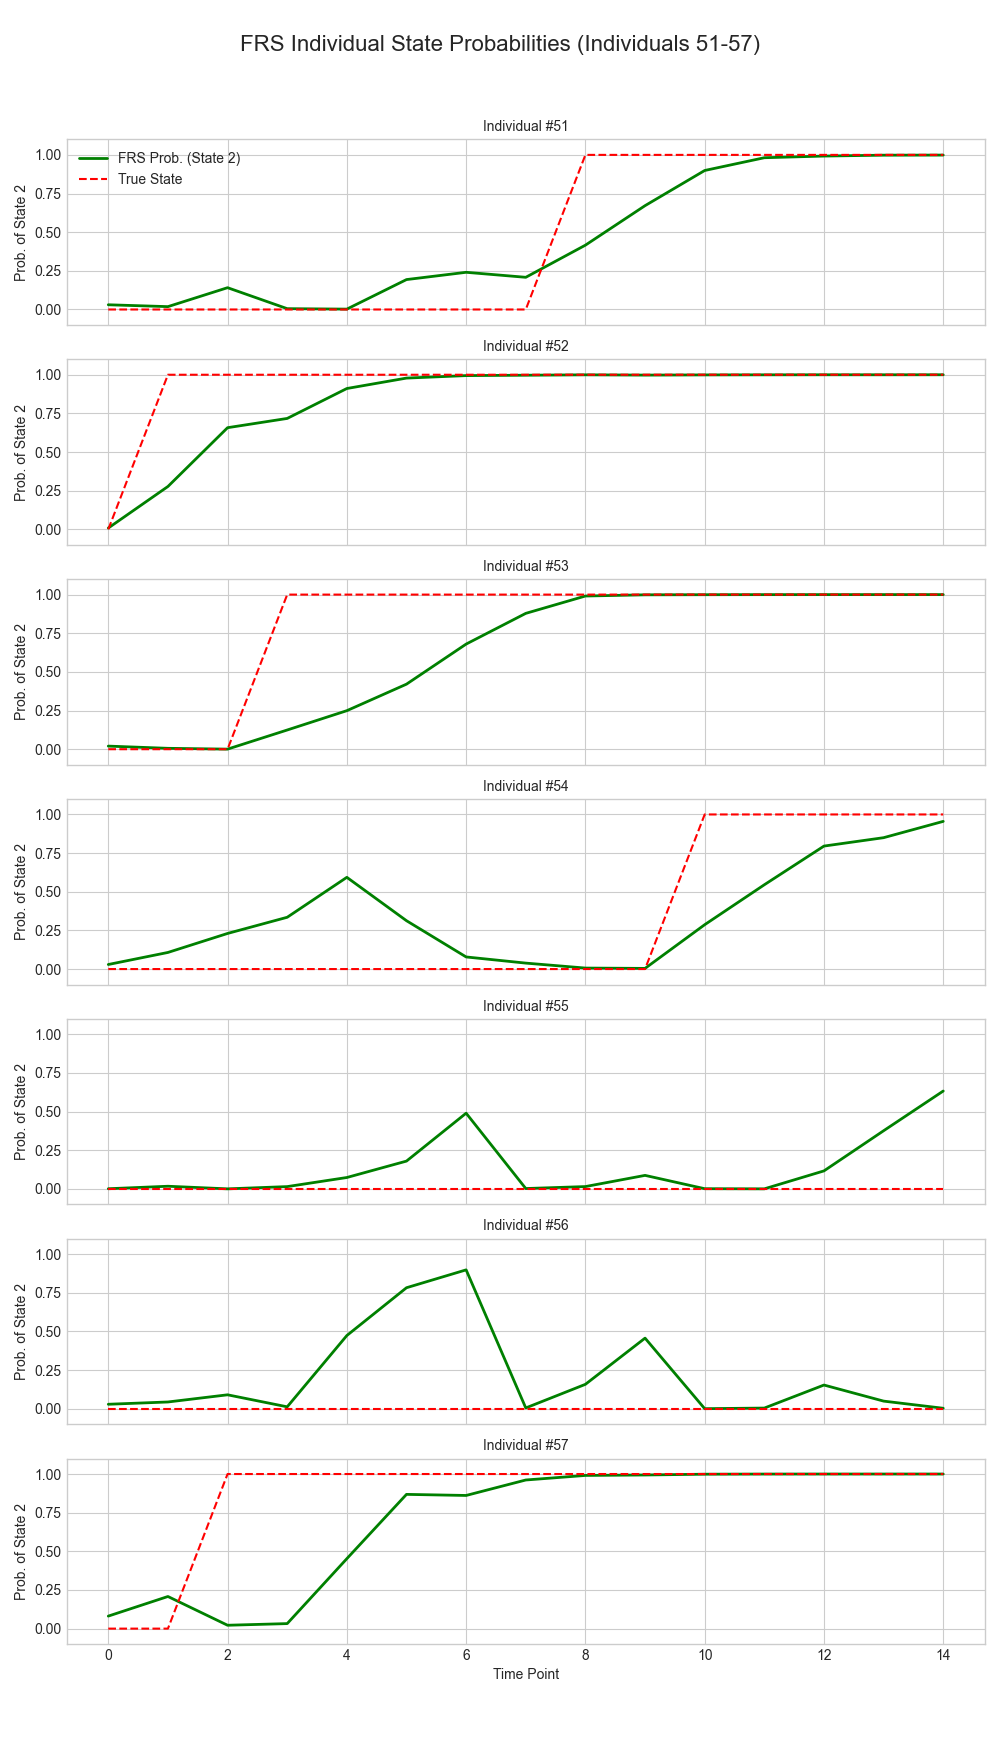 FRS Individual State Probabilities (Individuals 51-57)
Individual #51
FRS Prob. (State 2)
True State
1.00
0.75
0.50
0.25
0.00
Prob. of State 2
Individual #52
1.00
0.75
0.50
0.25
0.00
Prob. of State 2
Individual #53
1.00
0.75
0.50
0.25
0.00
Prob. of State 2
Individual #54
1.00
0.75
0.50
0.25
0.00
Prob. of State 2
Individual #55
1.00
0.75
0.50
0.25
0.00
Prob. of State 2
Individual #56
1.00
0.75
0.50
0.25
0.00
Prob. of State 2
Individual #57
1.00
0.75
0.50
0.25
0.00
Prob. of State 2
0 2 4 6 8 10 12 14
Time Point